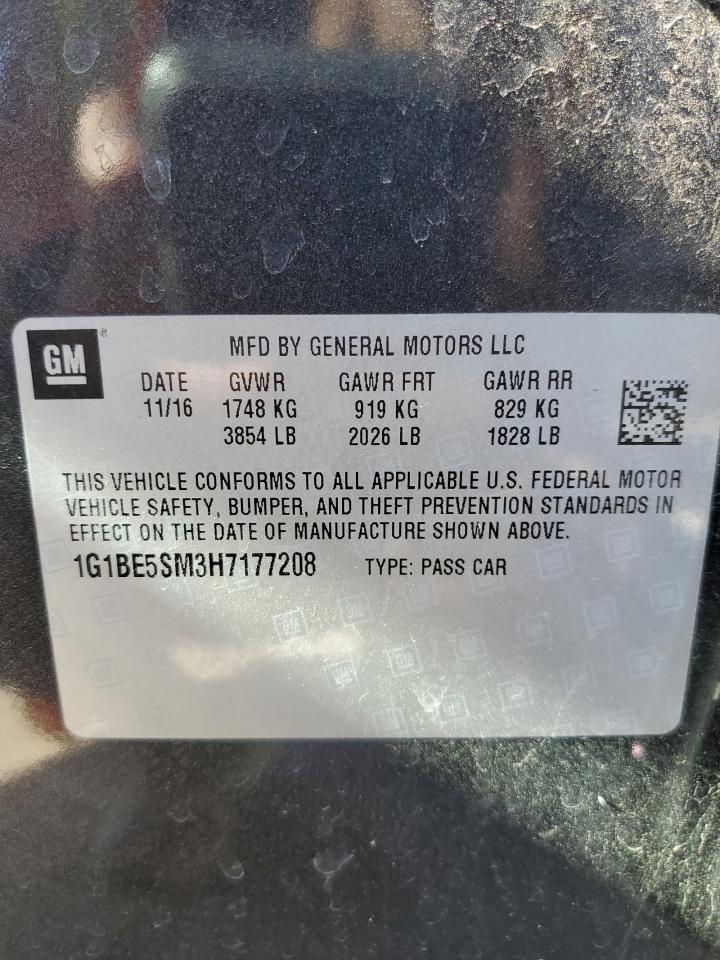 GM ®
MFD BY GENERAL MOTORS LLC
DATE GVWR GAWR FRT GAWR RR
11/16 1748 KG 919 KG 829 KG
3854 LB 2026 LB 1828 LB
THIS VEHICLE CONFORMS TO ALL APPLICABLE U.S. FEDERAL MOTOR
VEHICLE SAFETY, BUMPER, AND THEFT PREVENTION STANDARDS IN
EFFECT ON THE DATE OF MANUFACTURE SHOWN ABOVE.
1G1BE5SM3H7177208 TYPE: PASS CAR